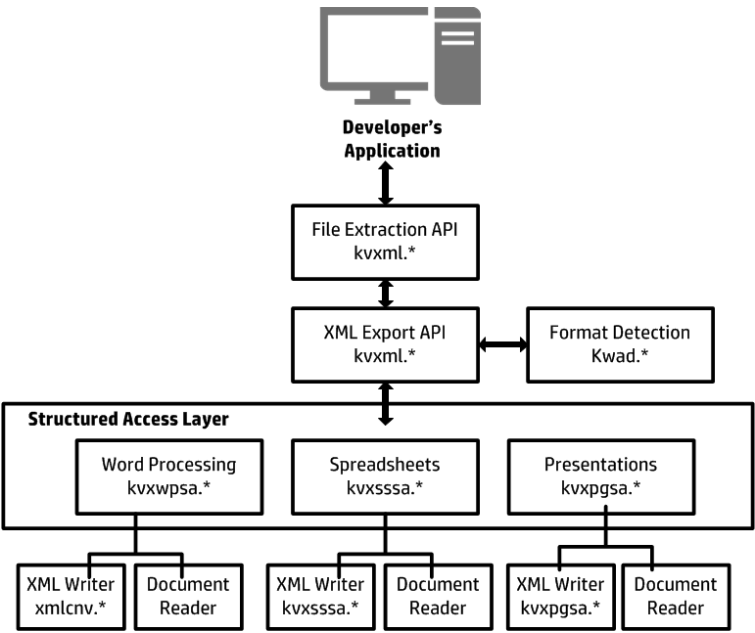 Developer's
Application
File Extraction API
kvxml.*
XML Export API
kvxml.*
Format Detection
Kwad.*
Structured Access Layer
Word Processing
kvxwpsa.*
Spreadsheets
kvxsssa.*
Presentations
kvxpgsa.*
XML Writer
xmlcnv.*
Document
Reader
XML Writer
kvxsssa.*
Document
Reader
XML Writer
kvxpgsa.*
Document
Reader